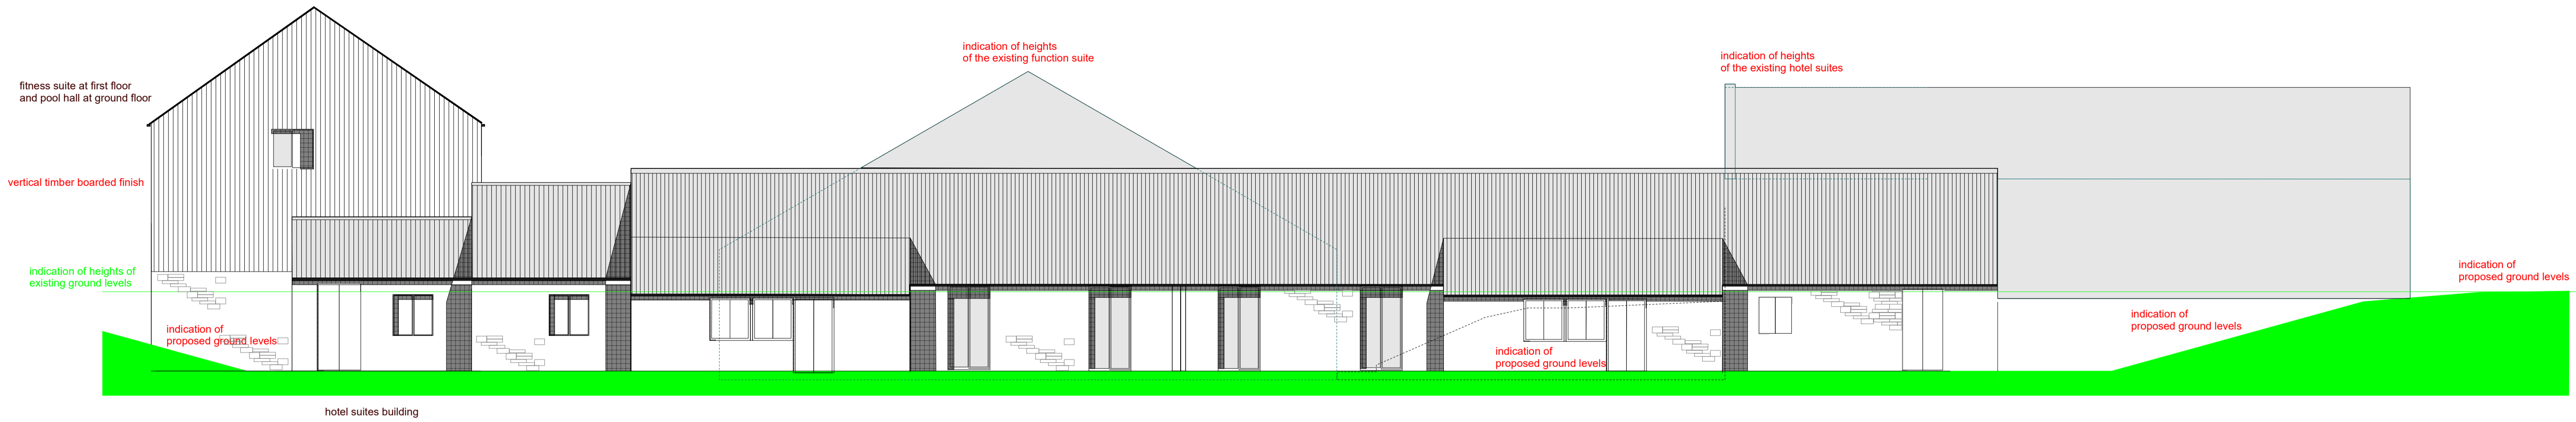 indication of heights
of the existing function suite
indication of heights
of the existing hotel suites
fitness suite at first floor
and pool hall at ground floor
vertical timber boarded finish
indication of heights of
existing ground levels
indication of
proposed ground levels
indication of
proposed ground levels
indication of
proposed ground levels
indication of
proposed ground levels
hotel suites building